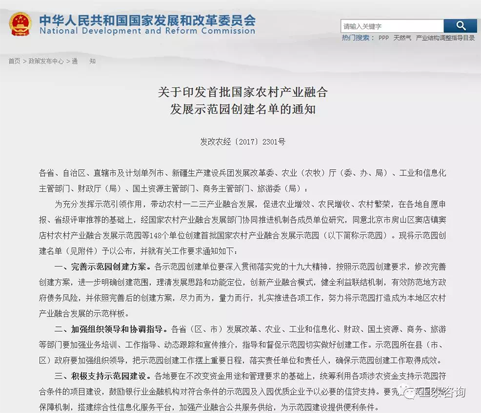 中华人民共和国国家发展和改革委员会
National Development and Reform Commission
请输入关键字
搜索
热门搜索： PPP 天然气 产业结构调整指导目录
首页 > 政策发布中心 > 通 知
关于印发首批国家农村产业融合
发展示范园创建名单的通知
发改农经〔2017〕2301号
各省、自治区、直辖市及计划单列市、新疆生产建设兵团发展改革委、农业（农牧）厅（委、办、局）、工业和信息化
主管部门、财政厅（局）、国土资源主管部门、商务主管部门、旅游委（局）：
为充分发挥示范引领作用，带动农村一二三产业融合发展，促进农业增效、农民增收、农村繁荣，在各地自愿申
报、省级评审推荐的基础上，经国家农村产业融合发展部门协同推进机制各成员单位研究，同意北京市房山区窦店镇窦
店村农村产业融合发展示范园等148个单位创建首批国家农村产业融合发展示范园（以下简称示范园）。现将示范园创
建名单（见附件）予以公布，并就有关工作要求通知如下：
一、完善示范园创建方案。各示范园创建单位要深入贯彻落实党的十九大精神，按照示范园创建要求，修改完善
创建方案，进一步明确创建范围，理清发展思路和功能定位，创新产业融合模式，健全利益联结机制，有效防范地方政
府债务风险，并依照完善后的创建方案，尽力而为，量力而行，扎实推进各项工作，努力将示范园打造成为本地区农村
产业融合发展的示范样板。
二、加强组织领导和协调指导。各省（区、市）发展改革、农业、工业和信息化、财政、国土资源、商务、旅游
等部门要加强业务培训、工作指导、动态跟踪和宣传推介，指导和督促示范园切实做好创建工作。示范园所在县（市、
区）政府要加强组织领导，把示范园创建工作摆上重要日程，落实责任单位和责任人，确保示范园创建工作取得成效。
三、积极支持示范园建设。各地要在不改变资金用途和管理要求的基础上，统筹利用各项涉农资金支持示范园符
合条件的项目建设，鼓励银行业金融机构对符合条件的示范园及入园优质企业予以必要的信贷支持。要完
保障机制，搭建综合性信息化服务平台，加强产业融合公共服务供给，为示范园建设提供便利条件。
咨询